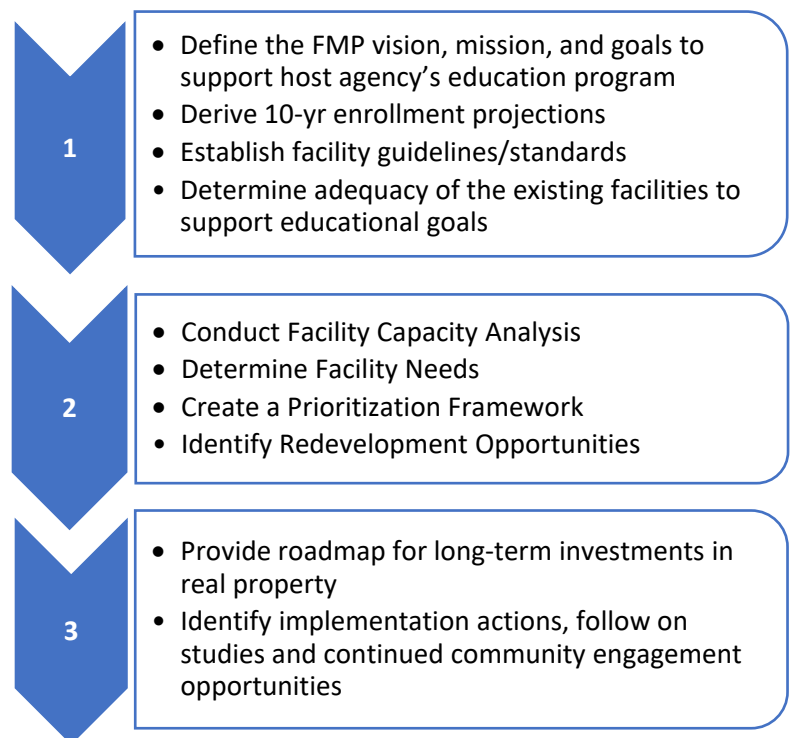 1
• Define the FMP vision, mission, and goals to
support host agency’s education program
• Derive 10-yr enrollment projections
• Establish facility guidelines/standards
• Determine adequacy of the existing facilities to
support educational goals
2
• Conduct Facility Capacity Analysis
• Determine Facility Needs
• Create a Prioritization Framework
• Identify Redevelopment Opportunities
3
• Provide roadmap for long-term investments in
real property
• Identify implementation actions, follow on
studies and continued community engagement
opportunities